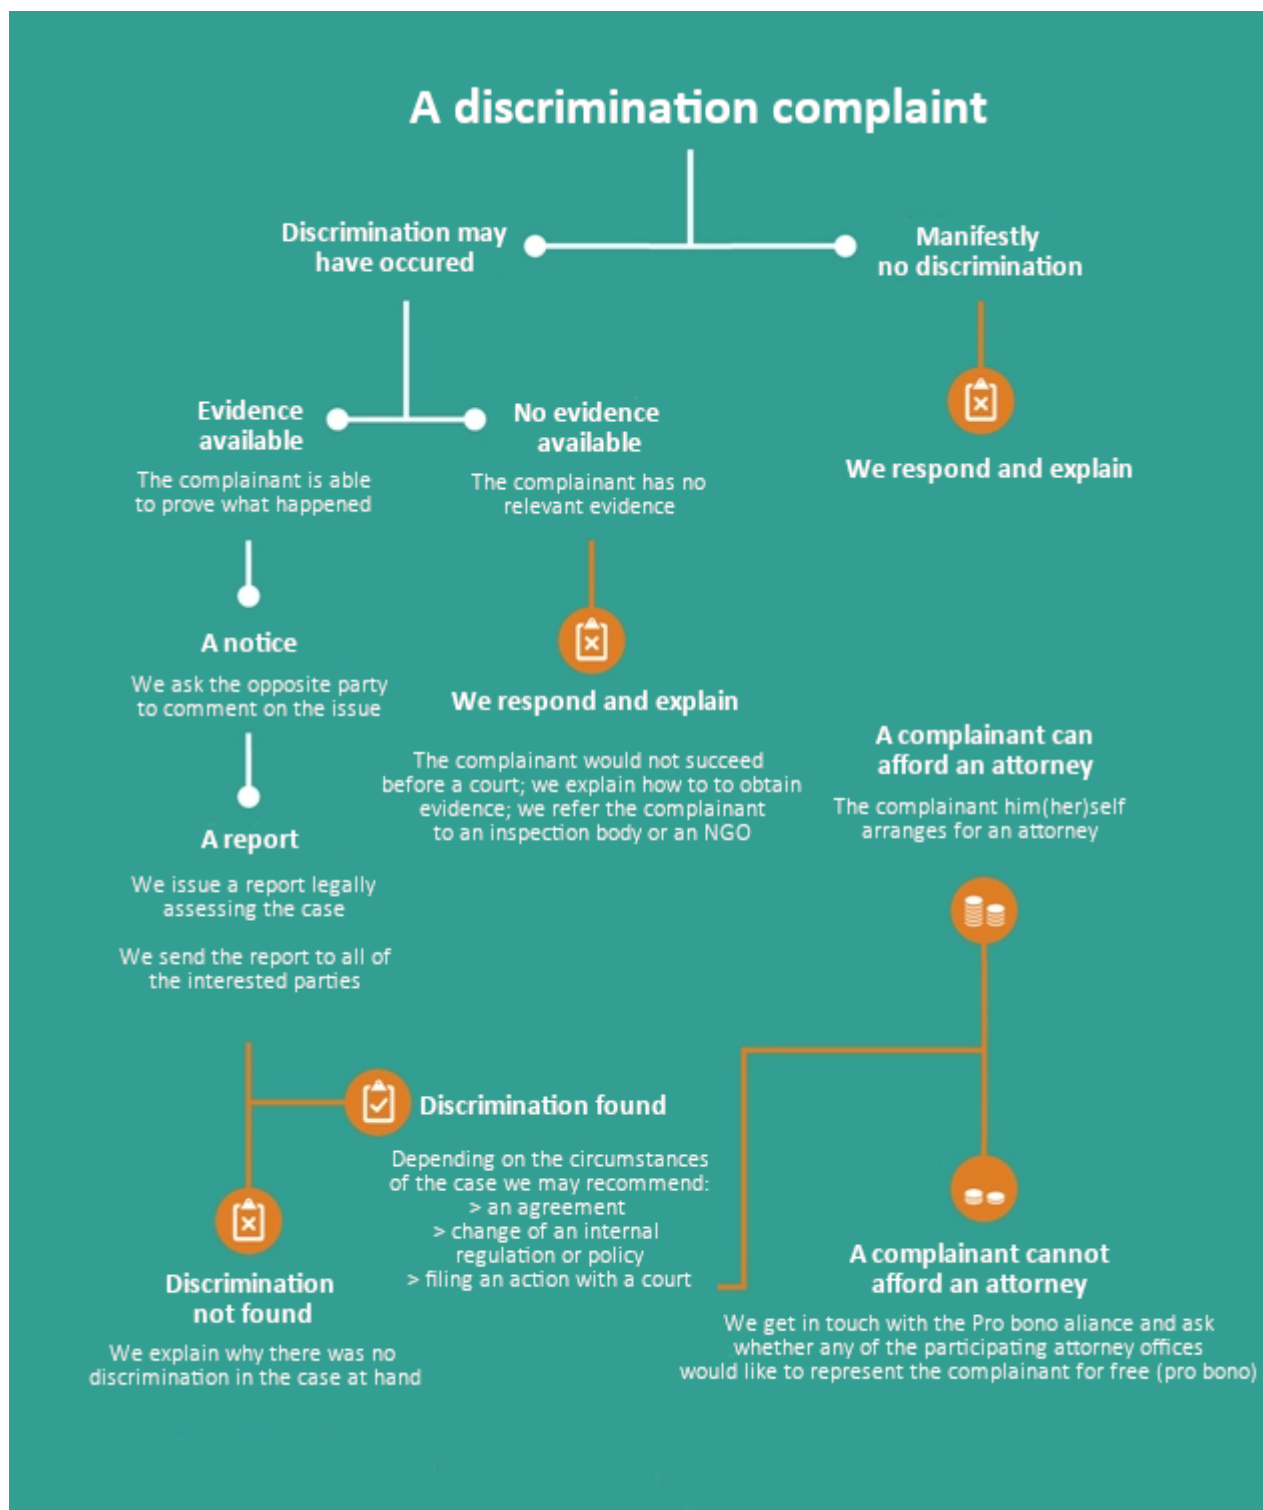 A discrimination complaint
Discrimination may
have occured
Manifestly
no discrimination
Evidence
available
The complainant is able
to prove what happened
No evidence
available
The complainant has no
relevant evidence
We respond and explain
A notice
We ask the opposite party
to comment on the issue
We respond and explain
The complainant would not succeed
before a court; we explain how to to obtain
evidence; we refer the complainant
to an inspection body or an NGO
A complainant can
afford an attorney
The complainant him(her)self
arranges for an attorney
A report
We issue a report legally
assessing the case
We send the report to all of
the interested parties
Discrimination found
Depending on the circumstances
of the case we may recommend:
> an agreement
> change of an internal
regulation or policy
> filing an action with a court
Discrimination
not found
We explain why there was no
discrimination in the case at hand
A complainant cannot
afford an attorney
We get in touch with the Pro bono aliance and ask
whether any of the participating attorney offices
would like to represent the complainant for free (pro bono)